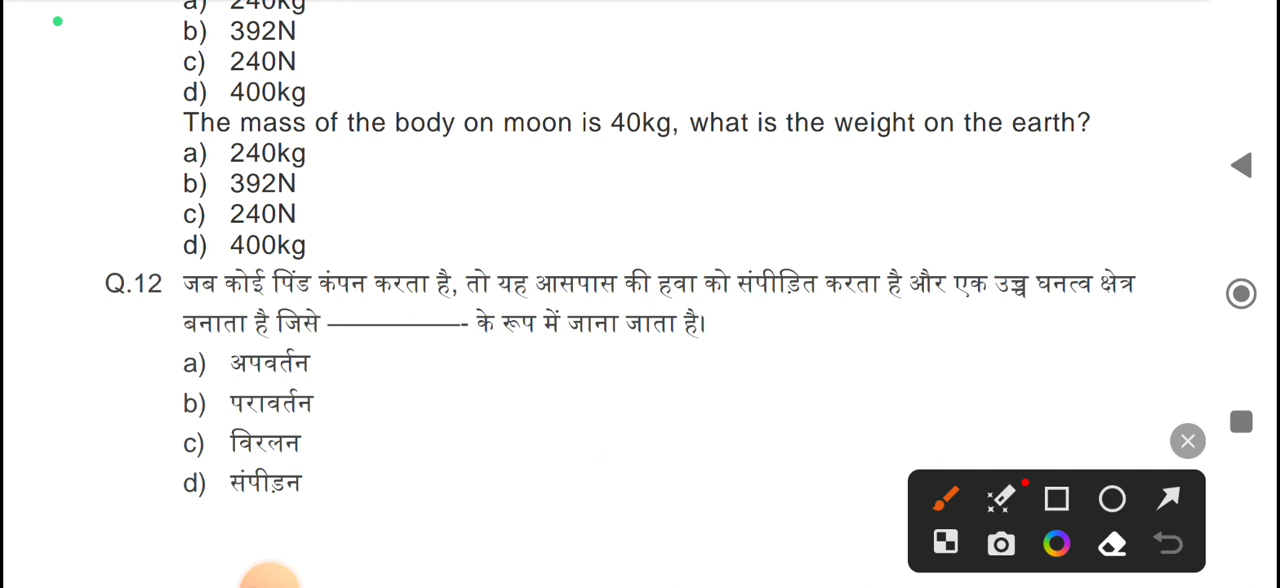 a) 240kg
b) 392N
c) 240N
d) 400kg
The mass of the body on moon is 40kg, what is the weight on the earth?
a) 240kg
b) 392N
c) 240N
d) 400kg
Q.12 जब कोई पिंड कंपन करता है, तो यह आसपास की हवा को संपीड़ित करता है और एक उच्च घनत्व क्षेत्र
बनाता है जिसे —————- के रूप में जाना जाता है।
a) अपवर्तन
b) परावर्तन
c) विरलन
d) संपीड़न